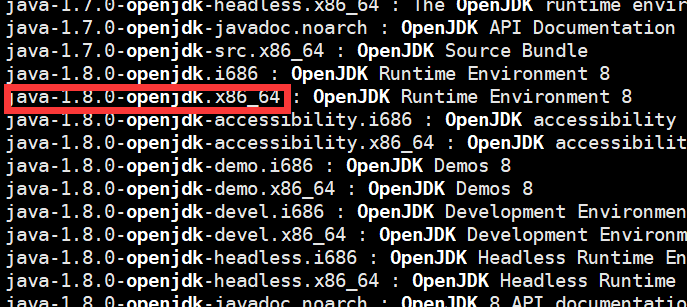 java-1.7.0-openjdk-headless.x86_64 : The OpenJDK runtime envir
java-1.7.0-openjdk-javadoc.noarch : OpenJDK API Documentation
java-1.7.0-openjdk-src.x86_64 : OpenJDK Source Bundle
java-1.8.0-openjdk.i686 : OpenJDK Runtime Environment 8
java-1.8.0-openjdk.x86_64 : OpenJDK Runtime Environment 8
java-1.8.0-openjdk-accessibility.i686 : OpenJDK accessibility
java-1.8.0-openjdk-accessibility.x86_64 : OpenJDK accessibilit
java-1.8.0-openjdk-demo.i686 : OpenJDK Demos 8
java-1.8.0-openjdk-demo.x86_64 : OpenJDK Demos 8
java-1.8.0-openjdk-devel.i686 : OpenJDK Development Environmen
java-1.8.0-openjdk-devel.x86_64 : OpenJDK Development Environm
java-1.8.0-openjdk-headless.i686 : OpenJDK Headless Runtime En
java-1.8.0-openjdk-headless.x86_64 : OpenJDK Headless Runtime
java-1.8.0-openjdk-javadoc.noarch : OpenJDK 8 API documentatio